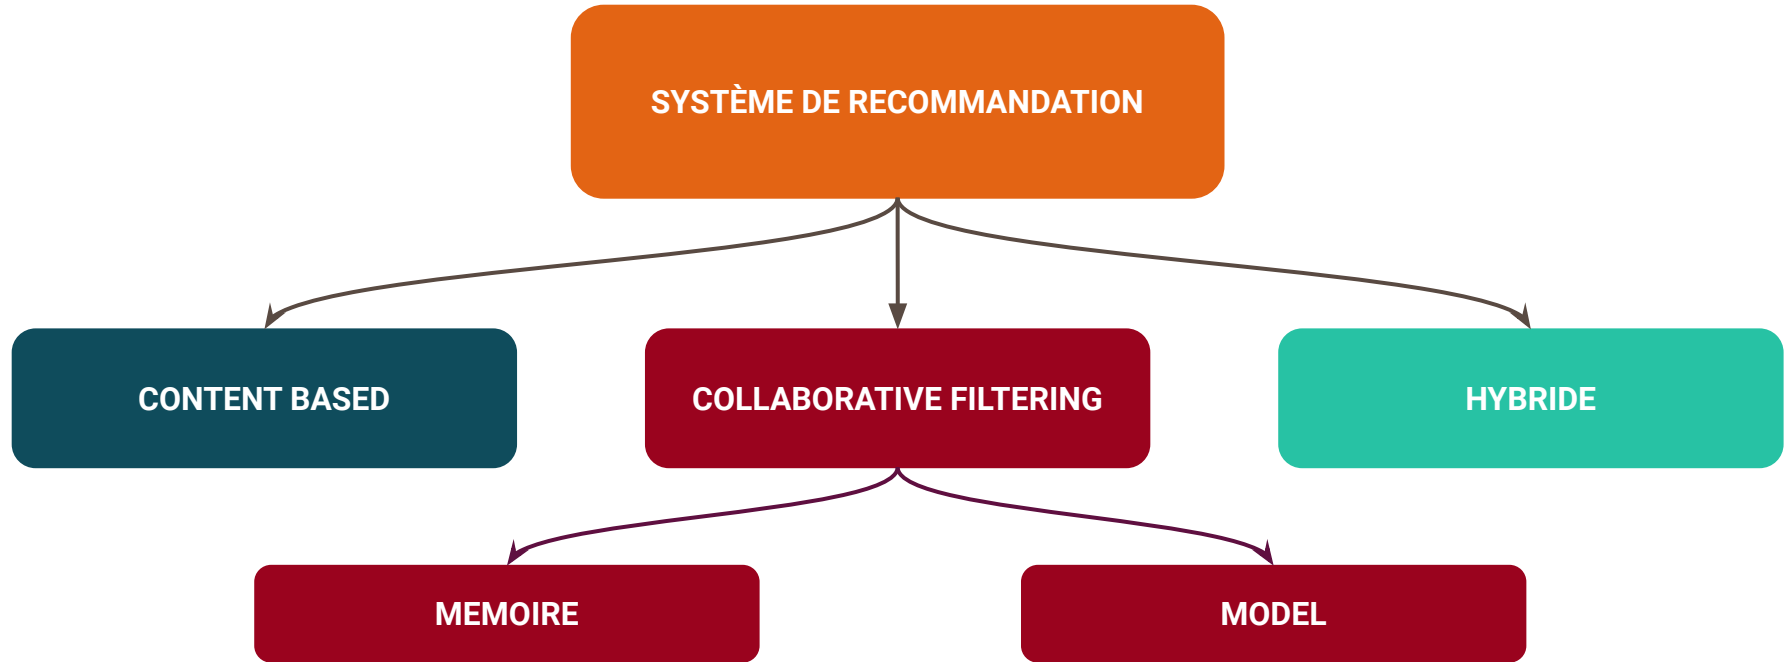 SYSTÈME DE RECOMMANDATION
CONTENT BASED
COLLABORATIVE FILTERING
HYBRIDE
MEMOIRE
MODEL